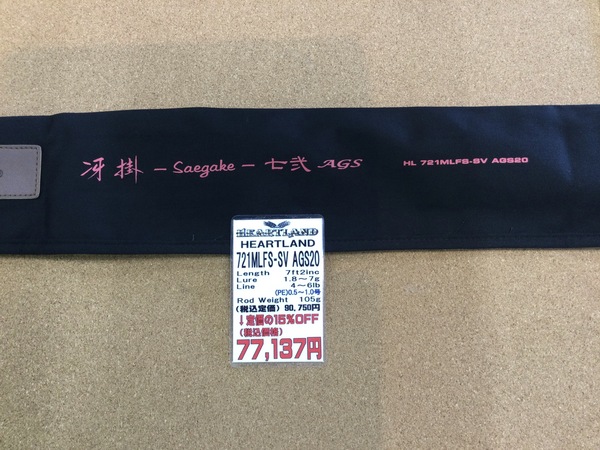 冴掛 - Saegake - 七弐 AGS
HL 721MLFS-SV AGS20
HEARTLAND
HEARTLAND
721MLFS-SV AGS20
Length 7ft2inc
Lure 1.8～7g
Line 4～6lb
(PE)0.5～1.0号
Rod Weight 105g
(税込定価) 90,750円
↓定価の15%OFF
(税込価格)
77,137円